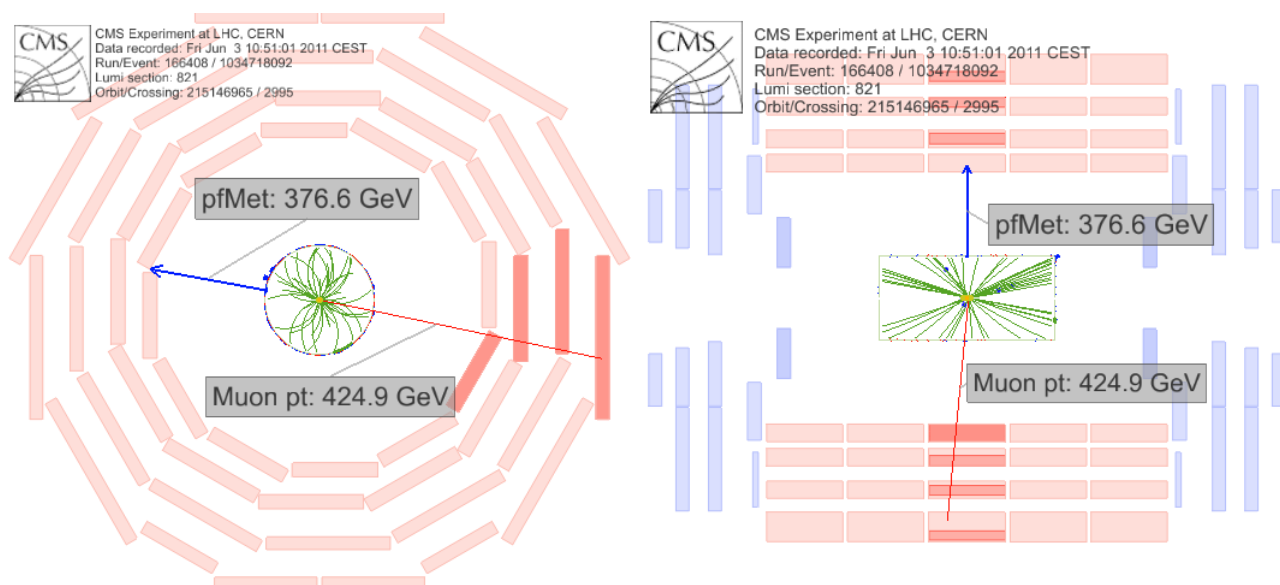 CMS
CMS Experiment at LHC, CERN
Data recorded: Fri Jun 3 10:51:01 2011 CEST
Run/Event: 166408 / 1034718092
Lumi section: 821
Orbit/Crossing: 215146965 / 2995
pfMet: 376.6 GeV
Muon pt: 424.9 GeV
CMS
CMS Experiment at LHC, CERN
Data recorded: Fri Jun 3 10:51:01 2011 CEST
Run/Event: 166408 / 1034718092
Lumi section: 821
Orbit/Crossing: 215146965 / 2995
pfMet: 376.6 GeV
Muon pt: 424.9 GeV